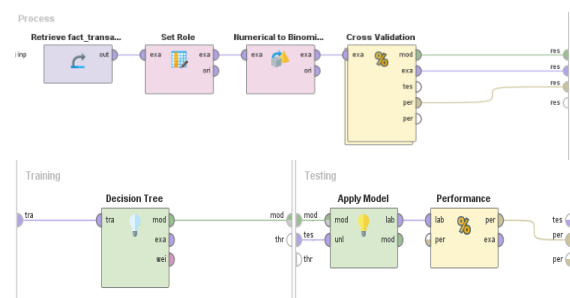 Process
Retrieve fact_transa... Set Role Numerical to Binomi... Cross Validation
inp out exa exa exa exa exa mod res
ori ori exa res
tes res
per res
per
Training Testing
Decision Tree Apply Model Performance
tra tra mod mod mod mod lab lab per tes
exa thr tes unl mod per exa per
wei thr per